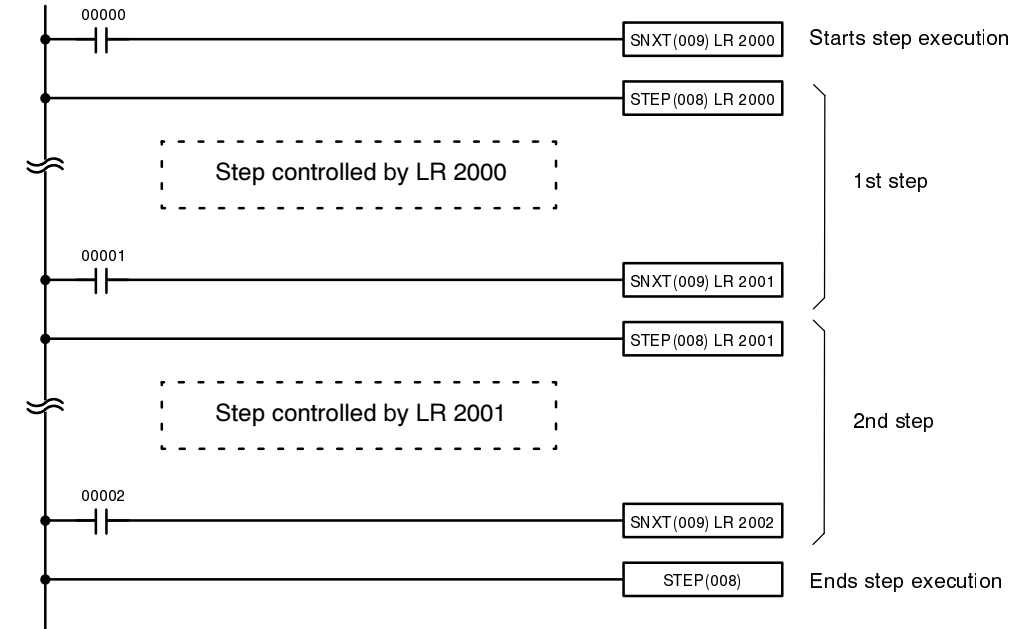 00000
SNXT(009) LR 2000
Starts step execution
STEP(008) LR 2000
Step controlled by LR 2000
1st step
00001
SNXT(009) LR 2001
STEP(008) LR 2001
Step controlled by LR 2001
2nd step
00002
SNXT(009) LR 2002
STEP(008)
Ends step execution